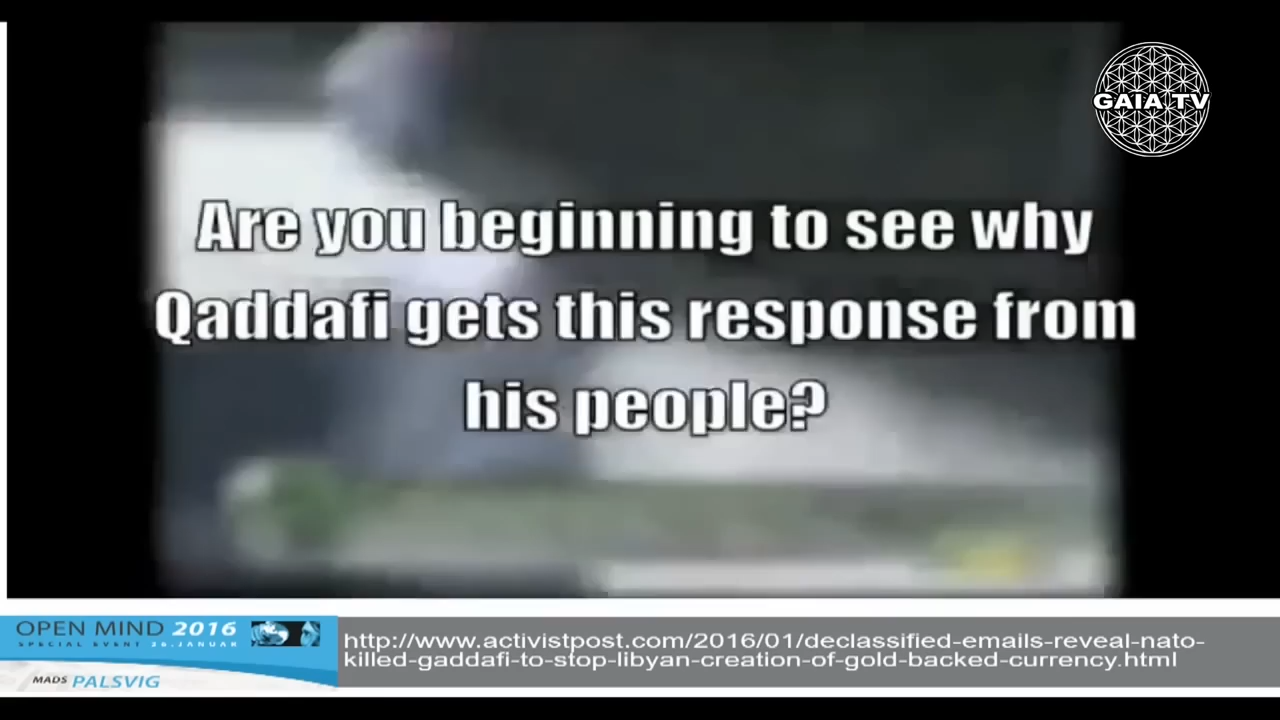 GAIA TV
Are you beginning to see why
Qaddafi gets this response from
his people?
OPEN MIND 2016
SPECIAL EVENT 26.JANUAR
MADS PALSVIG
http://www.activistpost.com/2016/01/declassified-emails-reveal-nato-
killed-gaddafi-to-stop-libyan-creation-of-gold-backed-currency.html